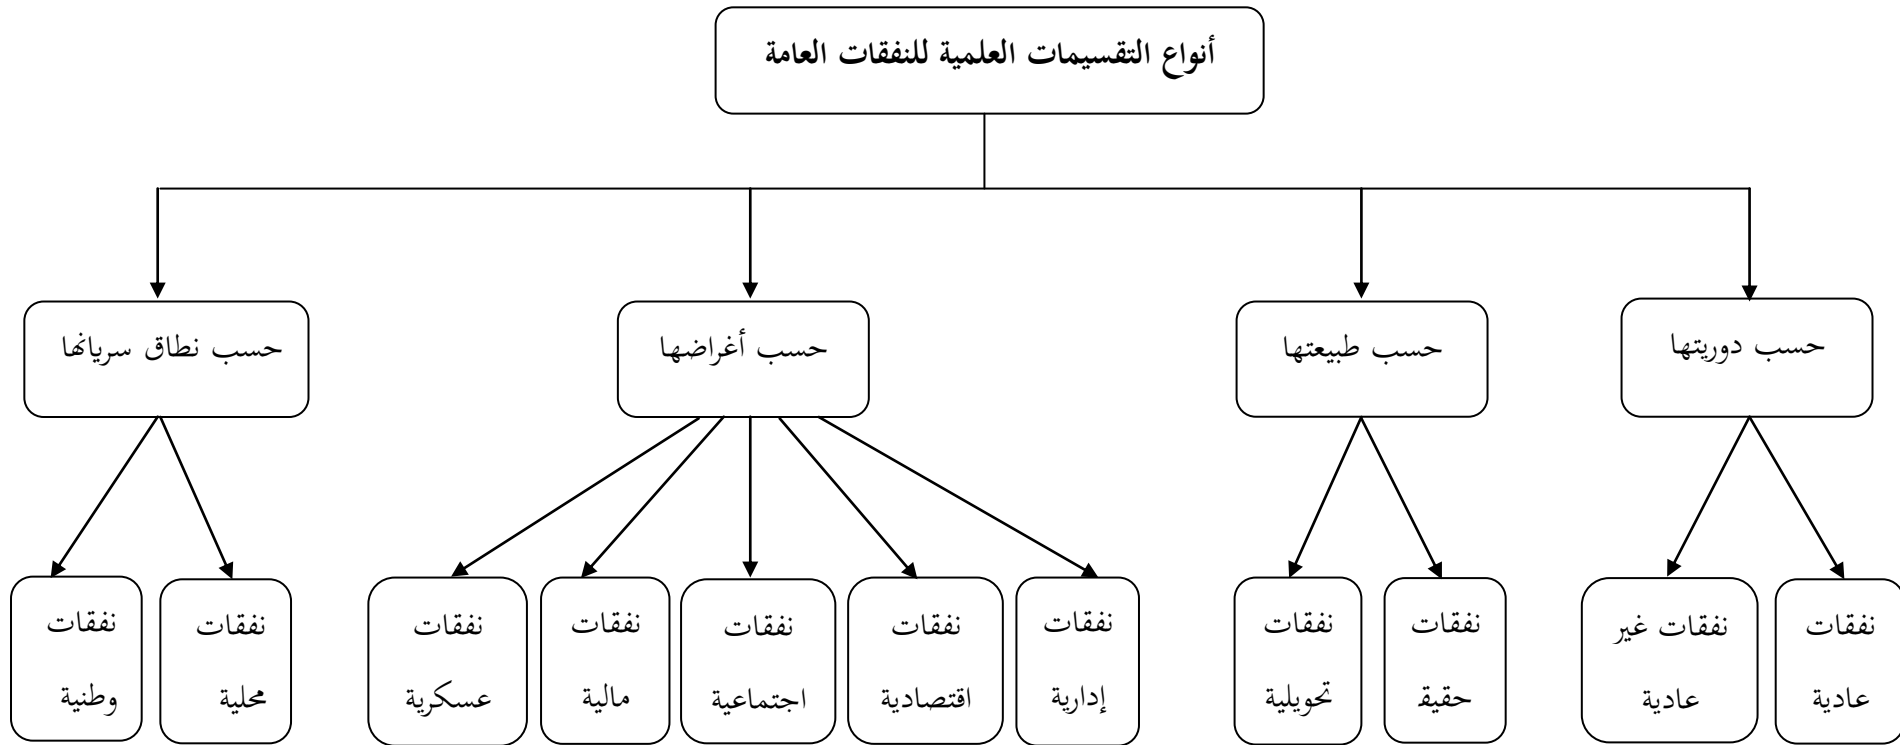 أنواع التقسيمات العلمية للنفقات العامة
حسب دوريتها
حسب طبيعتها
حسب أغراضها
حسب نطاق سريانها
نفقات
عادية
نفقات غير
عادية
نفقات
حقيقـ
نفقات
تحويلية
نفقات
إدارية
نفقات
اقتصادية
نفقات
اجتماعية
نفقات
مالية
نفقات
عسكرية
نفقات
محلية
نفقات
وطنية